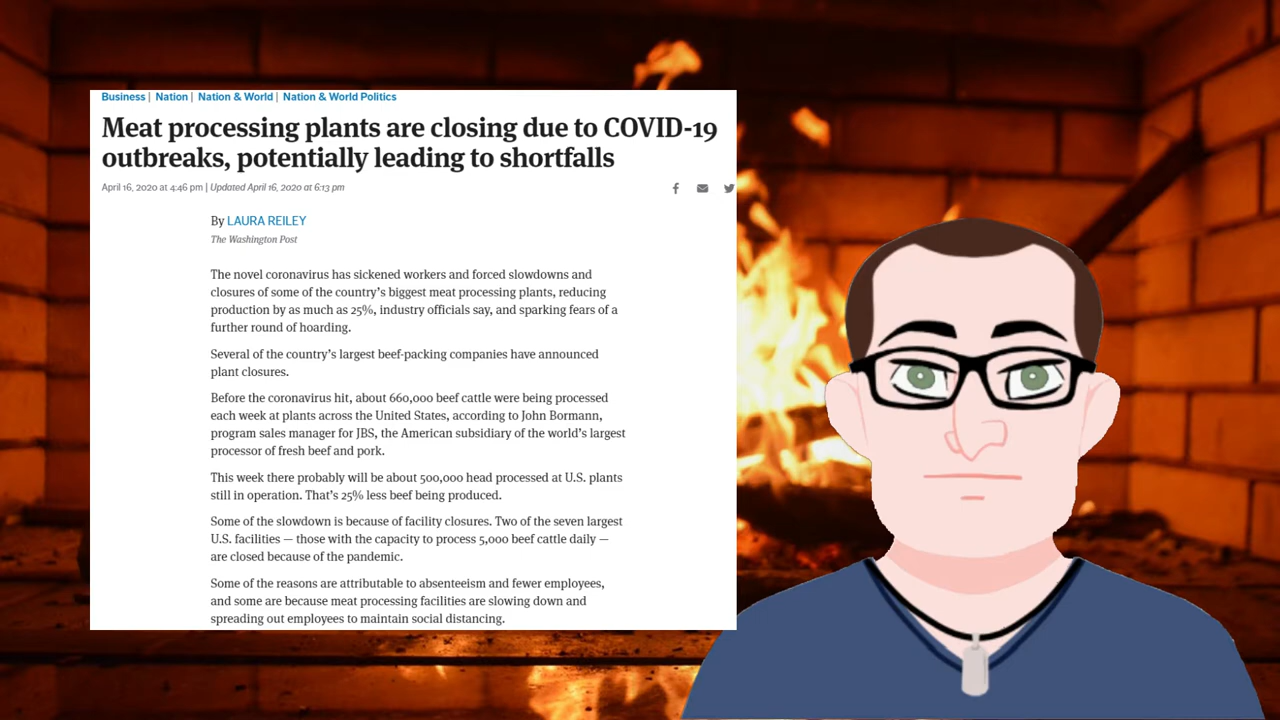 Business | Nation | Nation & World | Nation & World Politics
Meat processing plants are closing due to COVID-19
outbreaks, potentially leading to shortfalls
April 16, 2020 at 4:46 pm | Updated April 16, 2020 at 6:13 pm
By LAURA REILEY
The Washington Post
The novel coronavirus has sickened workers and forced slowdowns and
closures of some of the country's biggest meat processing plants, reducing
production by as much as 25%, industry officials say, and sparking fears of a
further round of hoarding.
Several of the country's largest beef-packing companies have announced
plant closures.
Before the coronavirus hit, about 660,000 beef cattle were being processed
each week at plants across the United States, according to John Bormann,
program sales manager for JBS, the American subsidiary of the world's largest
processor of fresh beef and pork.
This week there probably will be about 500,000 head processed at U.S. plants
still in operation. That's 25% less beef being produced.
Some of the slowdown is because of facility closures. Two of the seven largest
U.S. facilities — those with the capacity to process 5,000 beef cattle daily —
are closed because of the pandemic.
Some of the reasons are attributable to absenteeism and fewer employees,
and some are because meat processing facilities are slowing down and
spreading out employees to maintain social distancing.